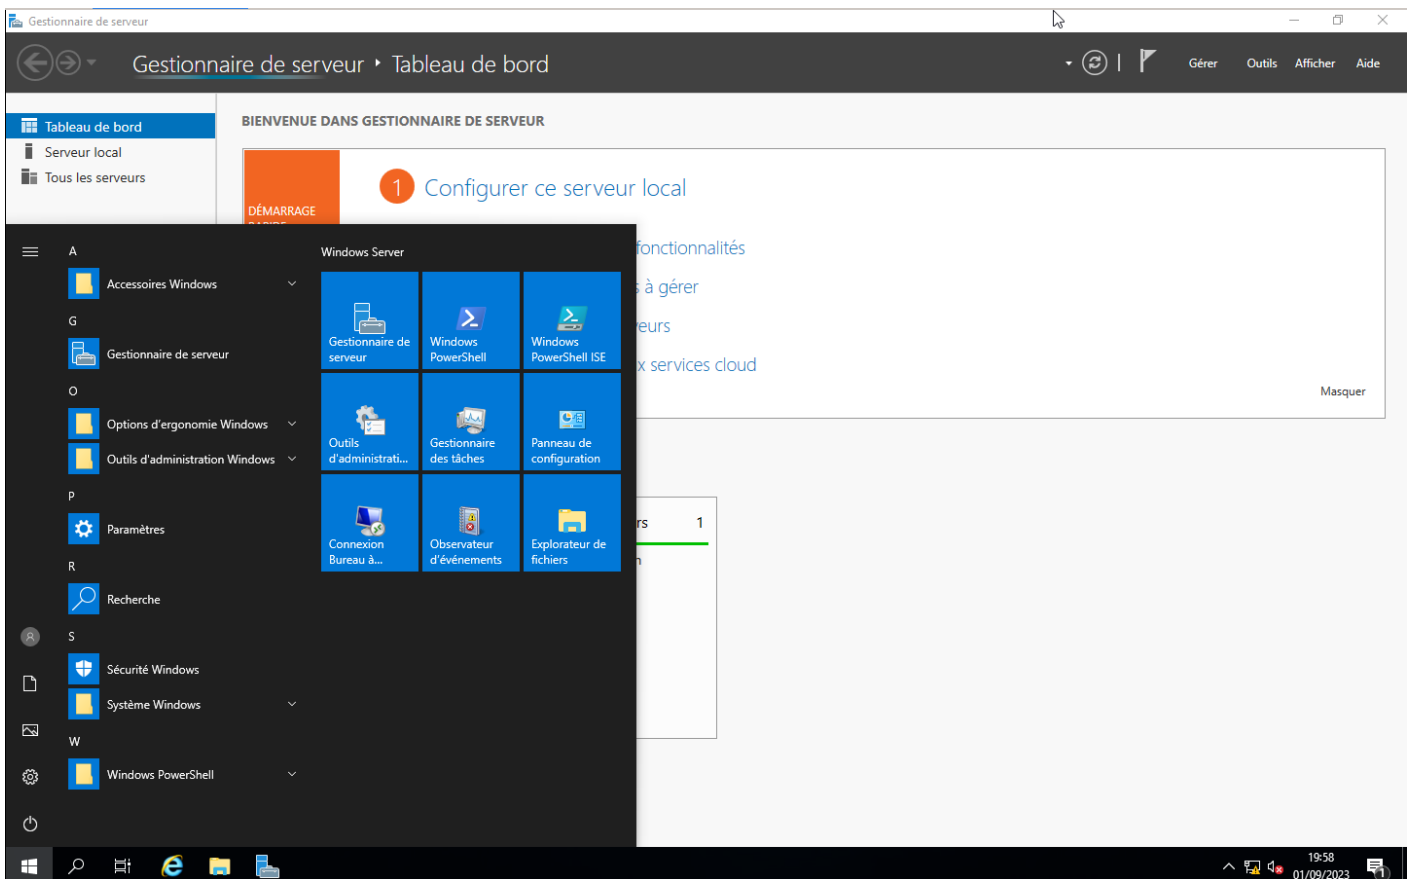 Gestionnaire de serveur
Gestionnaire de serveur
Tableau de bord
Gérer
Outils
Afficher
Aide
Tableau de bord
Serveur local
Tous les serveurs
BIENVENUE DANS GESTIONNAIRE DE SERVEUR
DÉMARRAGE
1
Configurer ce serveur local
fonctionnalités
à gérer
x services cloud
Masquer
rs
1
A
Accessoires Windows
G
Gestionnaire de serveur
O
Options d'ergonomie Windows
Outils d'administration Windows
P
Paramètres
R
Recherche
S
Sécurité Windows
Système Windows
W
Windows PowerShell
Windows Server
Gestionnaire de
serveur
Windows
PowerShell
Windows
PowerShell ISE
Outils
d'administrati...
Gestionnaire
des tâches
Panneau de
configuration
Connexion
Bureau à...
Observateur
d'événements
Explorateur de
fichiers
19:58
01/09/2023
1